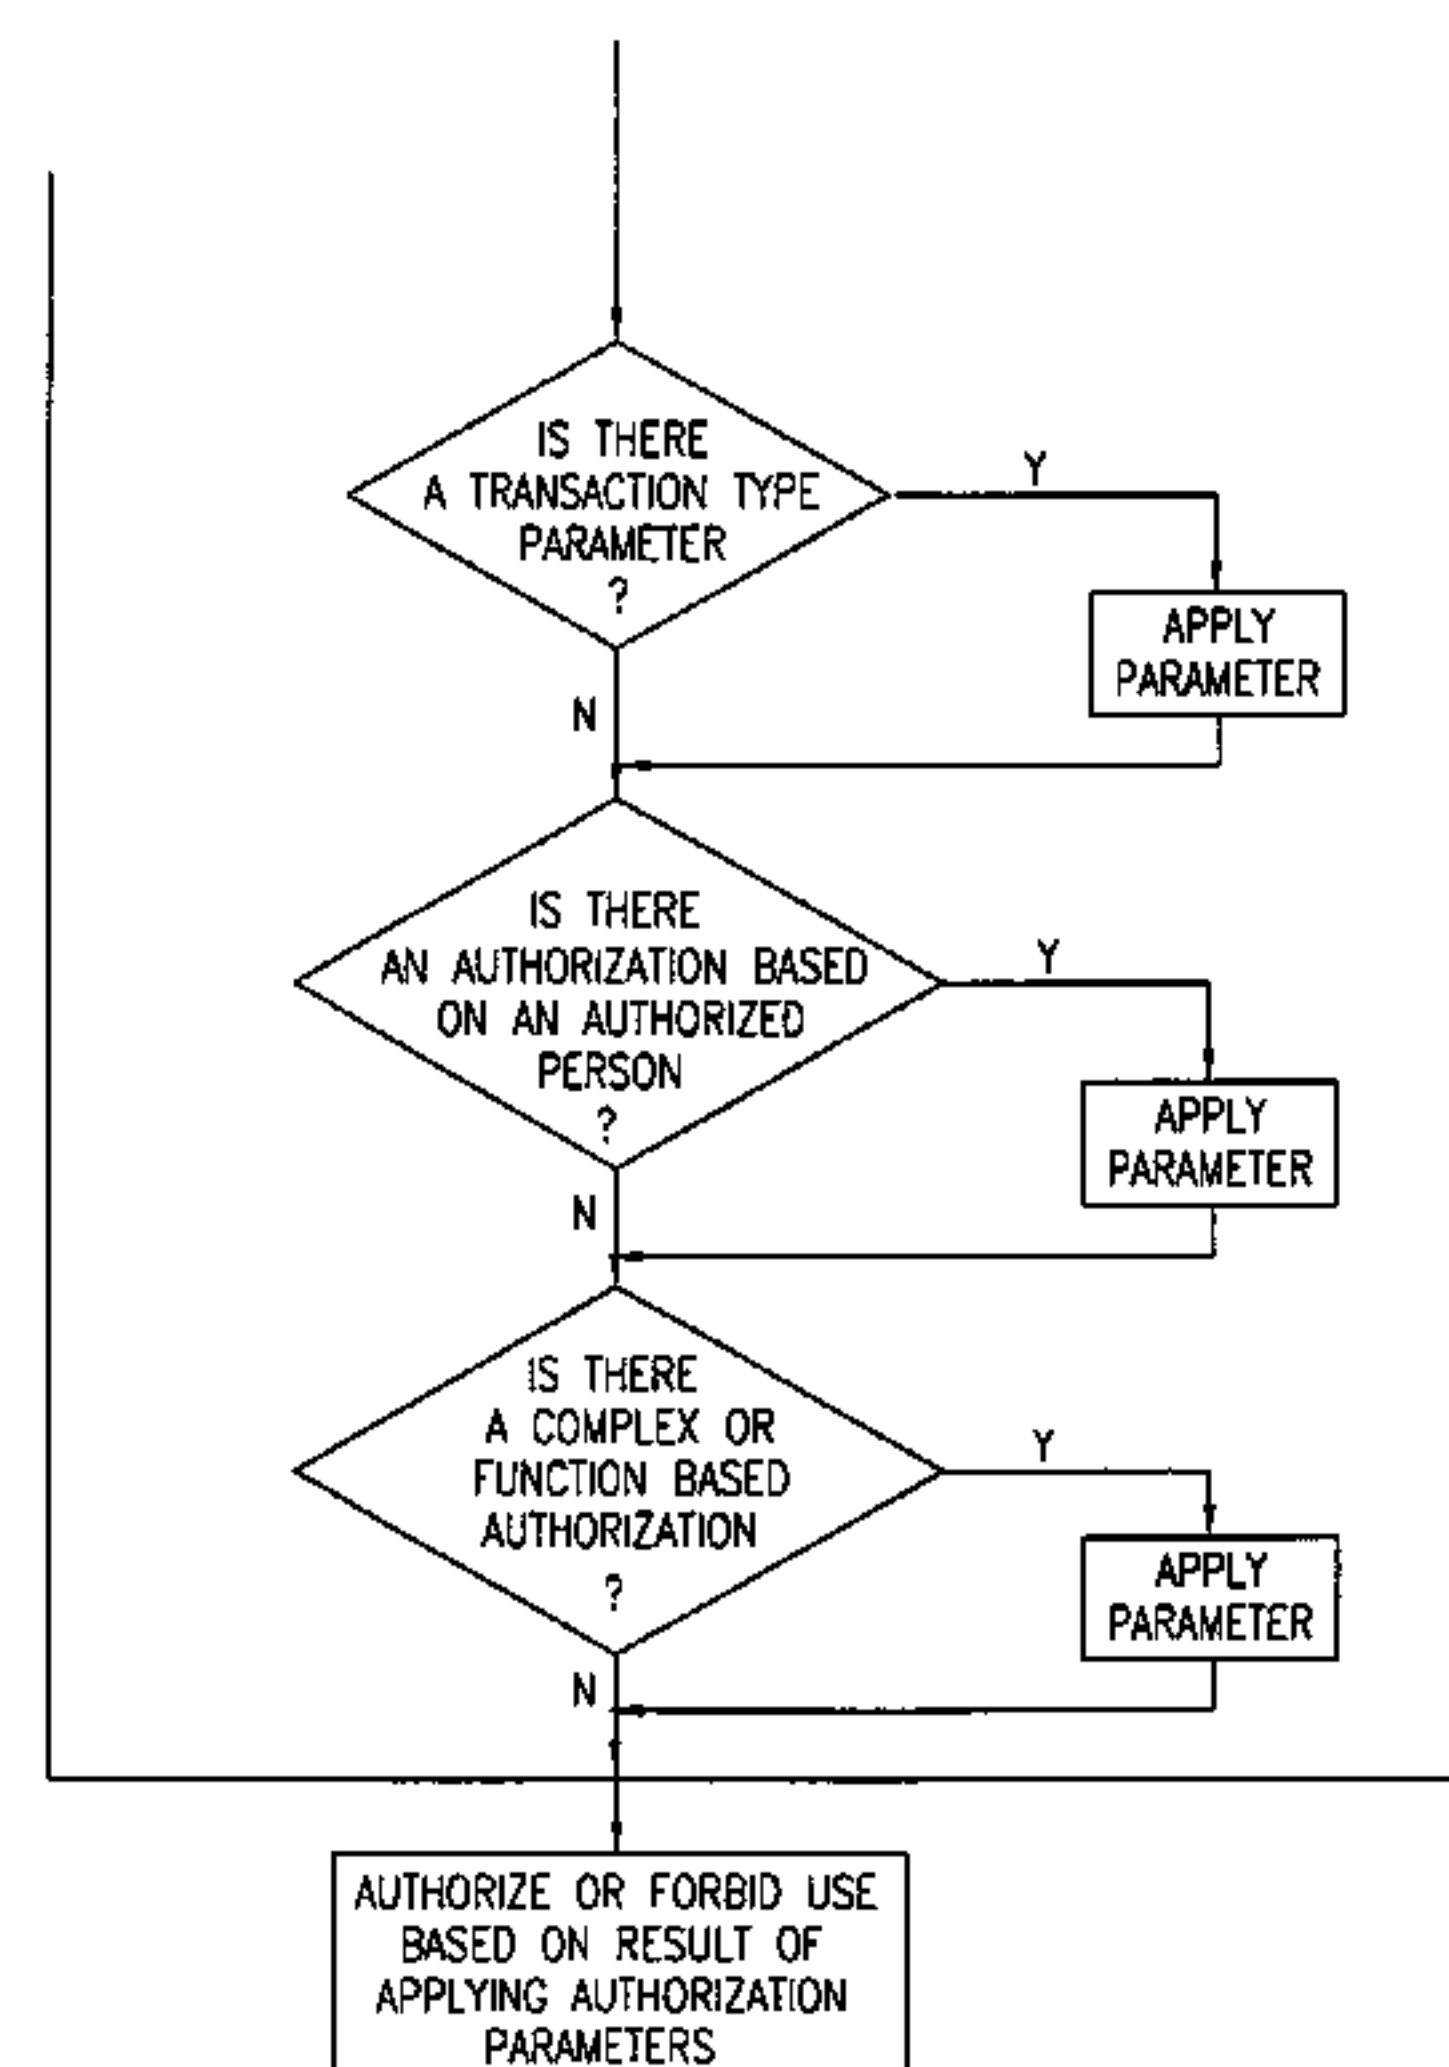 IS THERE
A TRANSACTION TYPE
PARAMETER
?
Y
APPLY
PARAMETER
N
IS THERE
AN AUTHORIZATION BASED
ON AN AUTHORIZED
PERSON
?
Y
APPLY
PARAMETER
N
IS THERE
A COMPLEX OR
FUNCTION BASED
AUTHORIZATION
?
Y
APPLY
PARAMETER
N
AUTHORIZE OR FORBID USE
BASED ON RESULT OF
APPLYING AUTHORIZATION
PARAMETERS